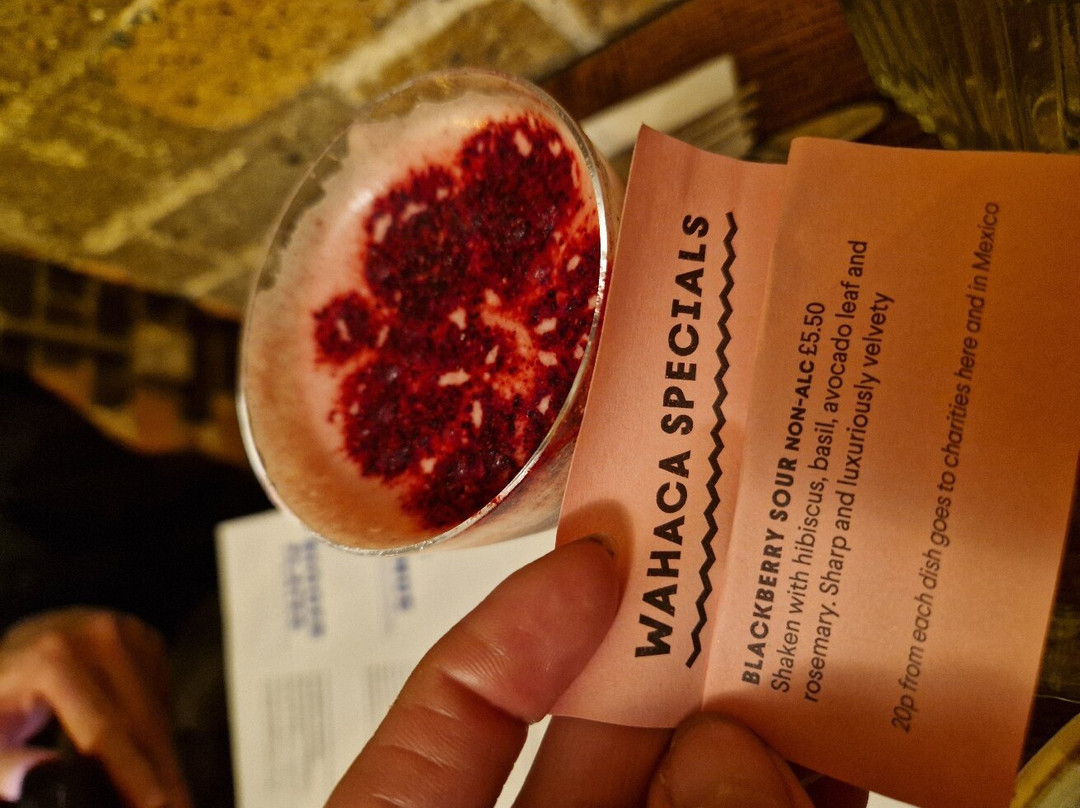 WAHACA SPECIALS
BLACKBERRY SOUR NON-ALC £5.50
Shaken with hibiscus, basil, avocado leaf and
rosemary. Sharp and luxuriously velvety
20p from each dish goes to charities here and in Mexico